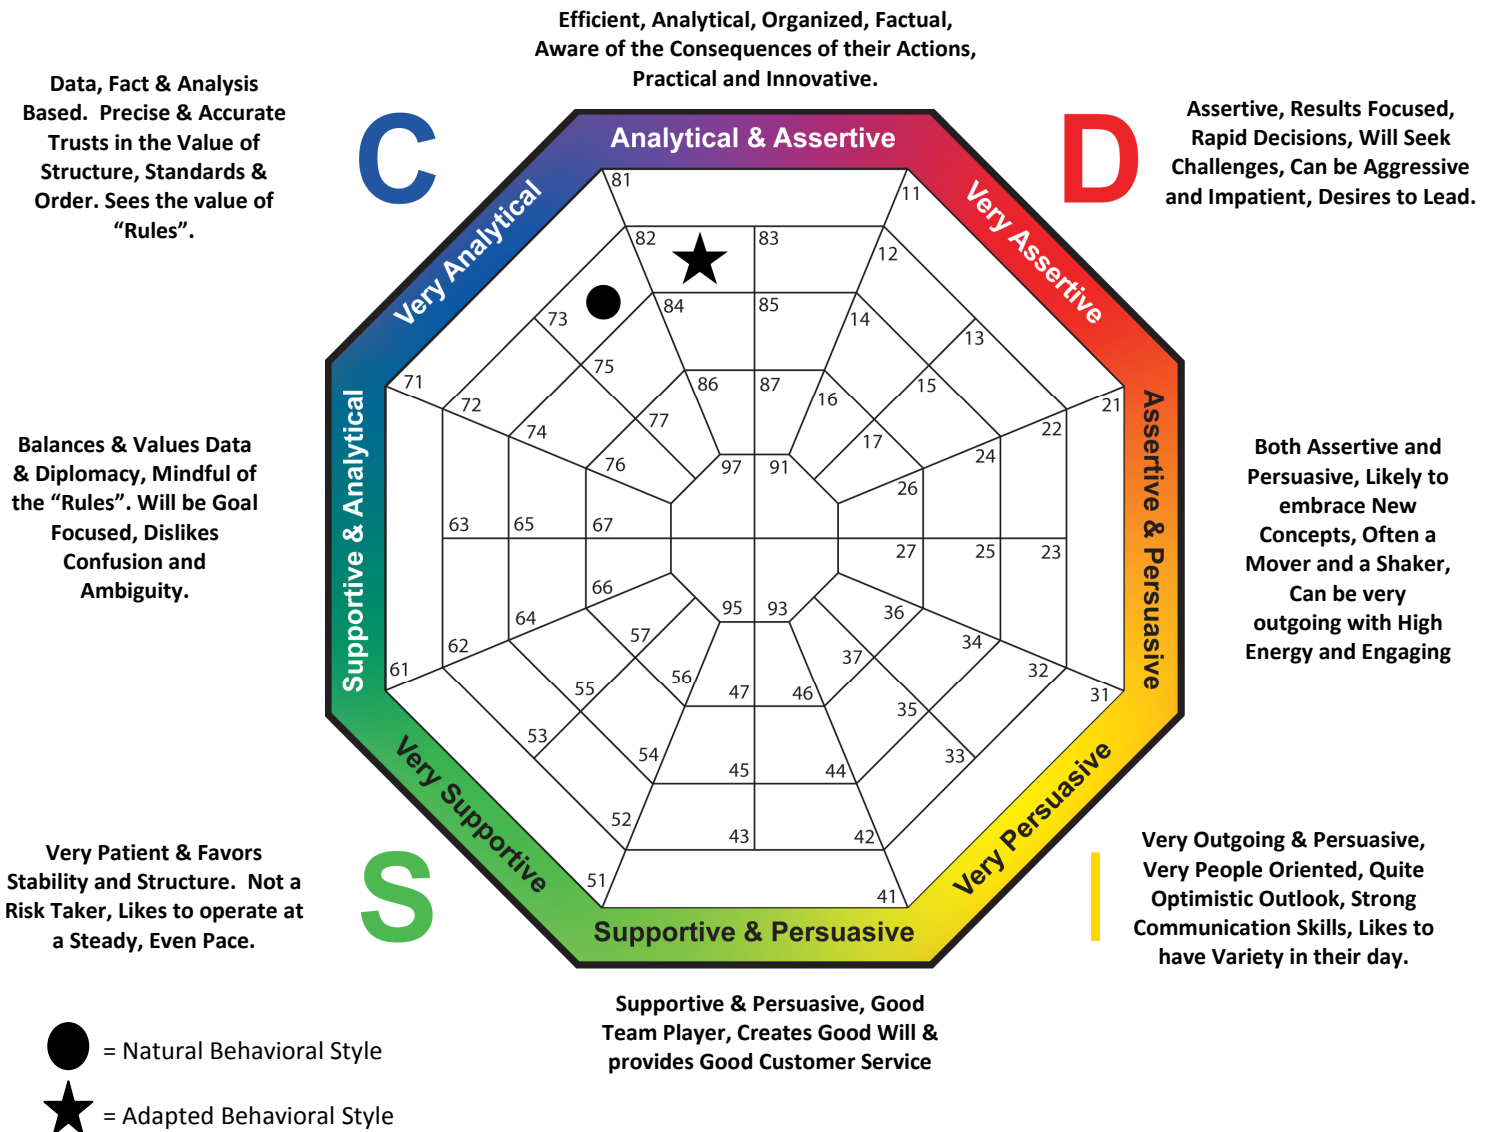 Efficient, Analytical, Organized, Factual,
Aware of the Consequences of their Actions,
Practical and Innovative.
Data, Fact & Analysis
Based.  Precise & Accurate
Trusts in the Value of
Structure, Standards &
Order. Sees the value of
“Rules”.
C
D
Assertive, Results Focused,
Rapid Decisions, Will Seek
Challenges, Can be Aggressive
and Impatient, Desires to Lead.
Analytical & Assertive
Very Analytical
Very Assertive
81
11
82
83
12
73
84
85
14
13
75
15
71
72
86
87
16
21
77
22
74
17
24
76
97
91
26
Balances & Values Data
& Diplomacy, Mindful of
the “Rules”. Will be Goal
Focused, Dislikes
Confusion and
Ambiguity.
Supportive & Analytical
Assertive & Persuasive
Both Assertive and
Persuasive, Likely to
embrace New
Concepts, Often a
Mover and a Shaker,
Can be very
outgoing with High
Energy and Engaging
63
65
67
27
25
23
66
95
93
36
64
57
34
62
37
61
56
32
55
47
46
31
35
53
54
33
45
44
52
43
42
51
41
Very Supportive
Very Persuasive
Supportive & Persuasive
Very Patient & Favors
Stability and Structure.  Not a
Risk Taker, Likes to operate at
a Steady, Even Pace.
S
I
Very Outgoing & Persuasive,
Very People Oriented, Quite
Optimistic Outlook, Strong
Communication Skills, Likes to
have Variety in their day.
Supportive & Persuasive, Good
Team Player, Creates Good Will &
provides Good Customer Service
= Natural Behavioral Style
= Adapted Behavioral Style